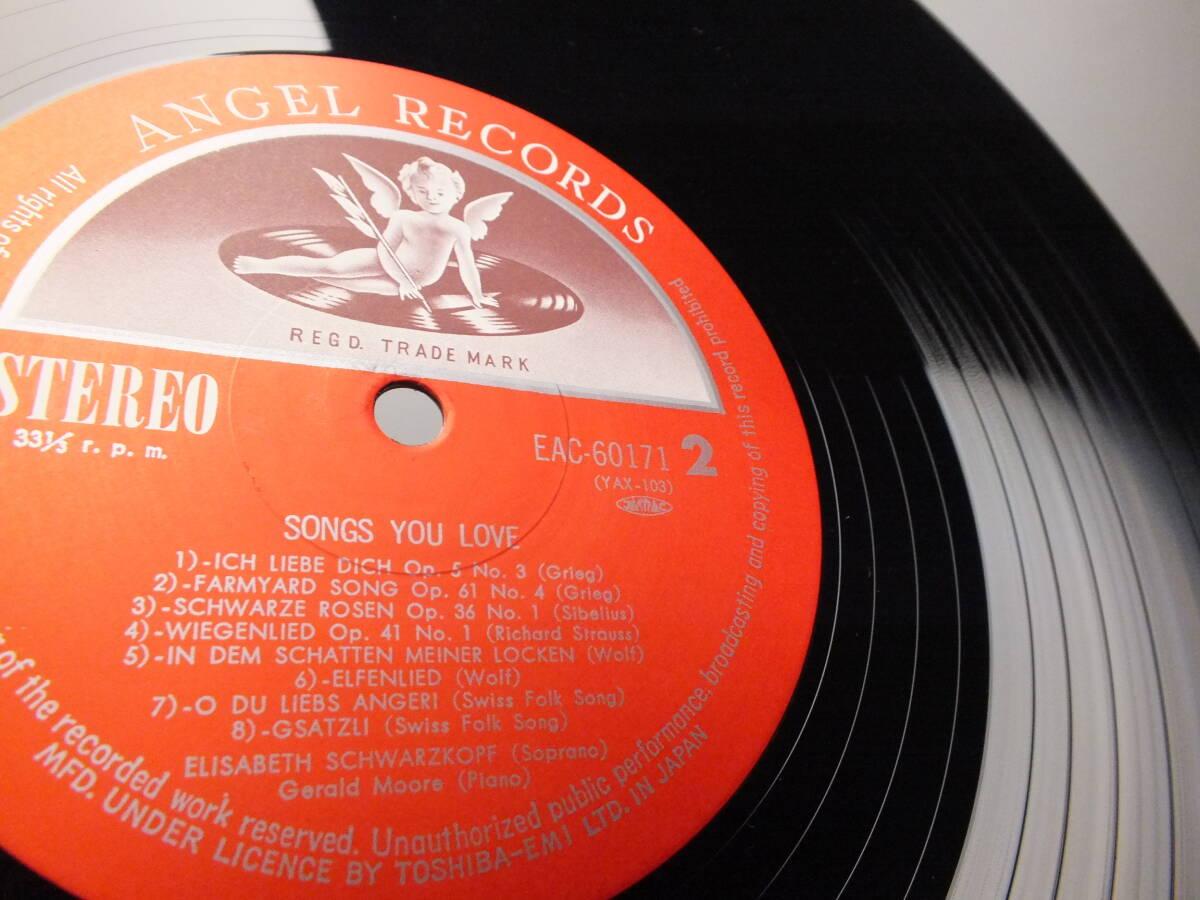 ANGEL RECORDS
REGD. TRADE MARK
STEREO
33 1/3 r. p. m.
EAC-60171 2
(YAX-103)
SONGS YOU LOVE
1)-ICH LIEBE DICH Op. 5 No. 3 (Grieg)
2)-FARMYARD SONG Op. 61 No. 4 (Grieg)
3)-SCHWARZE ROSEN Op. 36 No. 1 (Sibelius)
4)-WIEGENLIED Op. 41 No. 1 (Richard Strauss)
5)-IN DEM SCHATTEN MEINER LOCKEN (Wolf)
6)-ELFENLIED (Wolf)
7)-O DU LIEBS ANGERI (Swiss Folk Song)
8)-GSATZLI (Swiss Folk Song)
ELISABETH SCHWARZKOPF (Soprano)
Gerald Moore (Piano)
All rights of
of the recorded work reserved. Unauthorized public performance, broadcasting and copying of this record prohibited
MFD. UNDER LICENCE BY TOSHIBA-EMI LTD. IN JAPAN